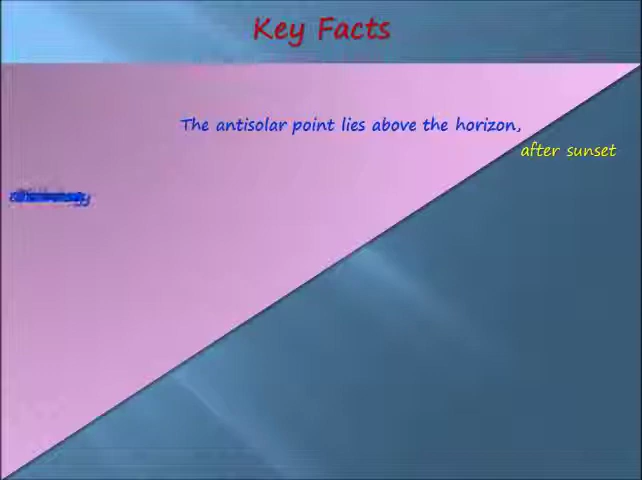 Key Facts
The antisolar point lies above the horizon,
after sunset